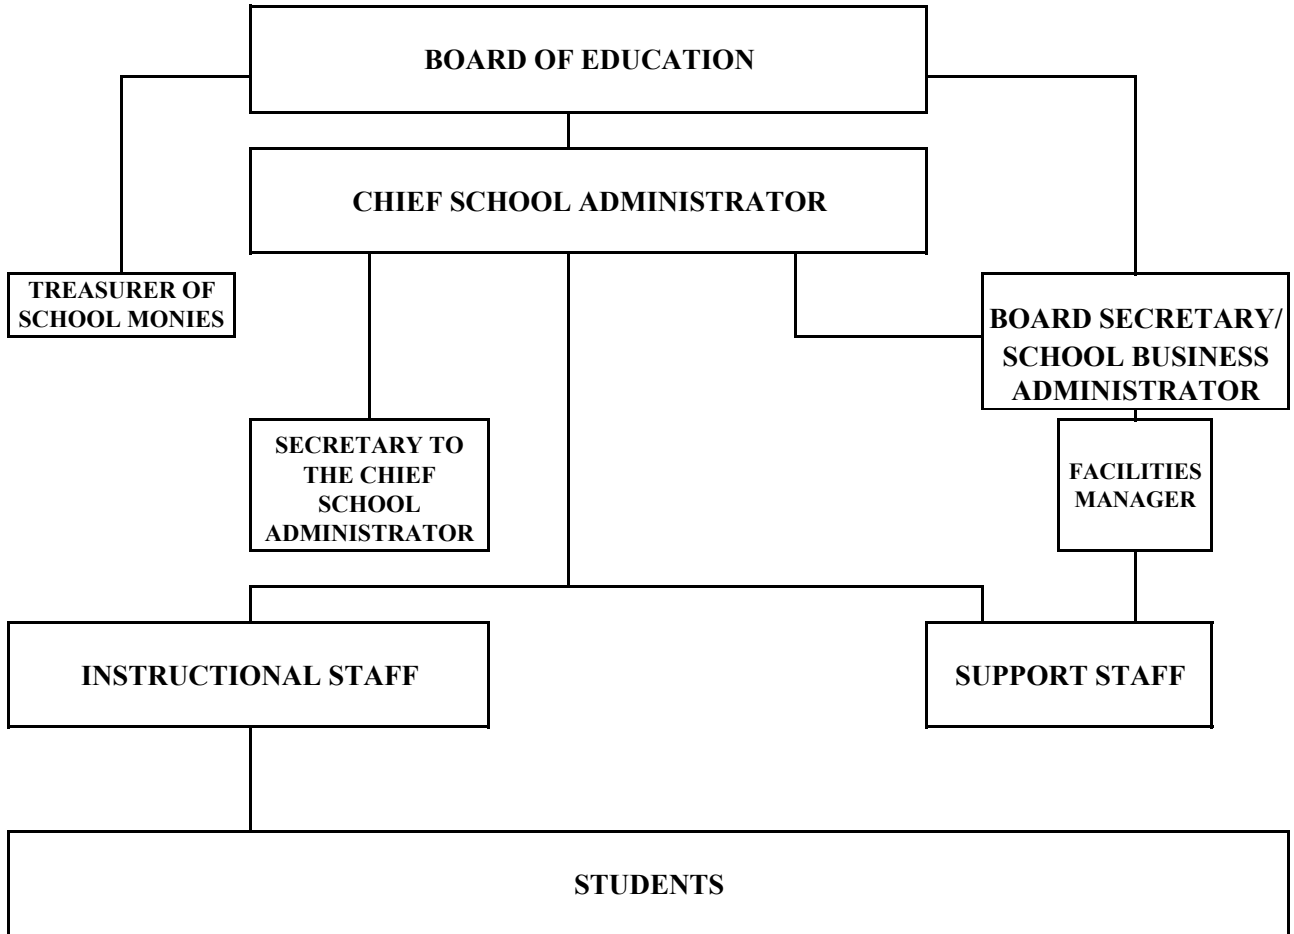 BOARD OF EDUCATION
CHIEF SCHOOL ADMINISTRATOR
TREASURER OF
SCHOOL MONIES
BOARD SECRETARY/
SCHOOL BUSINESS
ADMINISTRATOR
SECRETARY TO
THE CHIEF
SCHOOL
ADMINISTRATOR
FACILITIES
MANAGER
INSTRUCTIONAL STAFF
SUPPORT STAFF
STUDENTS